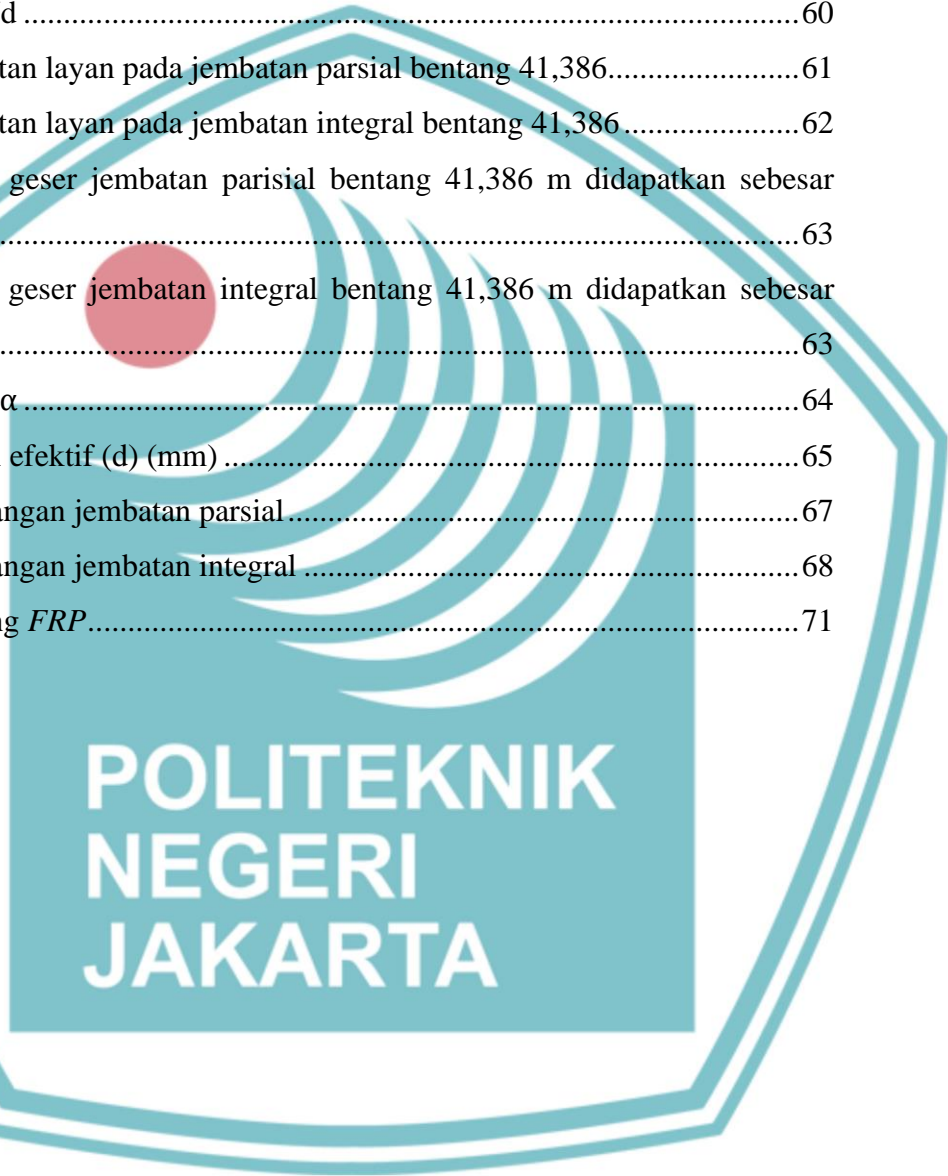 d ........ 60
tan layan pada jembatan parsial bentang 41,386........ 61
tan layan pada jembatan integral bentang 41,386 ........ 62
geser jembatan parisial bentang 41,386 m didapatkan sebesar
........ 63
geser jembatan integral bentang 41,386 m didapatkan sebesar
........ 63
α ........ 64
efektif (d) (mm) ........ 65
angan jembatan parsial ........ 67
angan jembatan integral ........ 68
ng FRP ........ 71
POLITEKNIK
NEGERI
JAKARTA